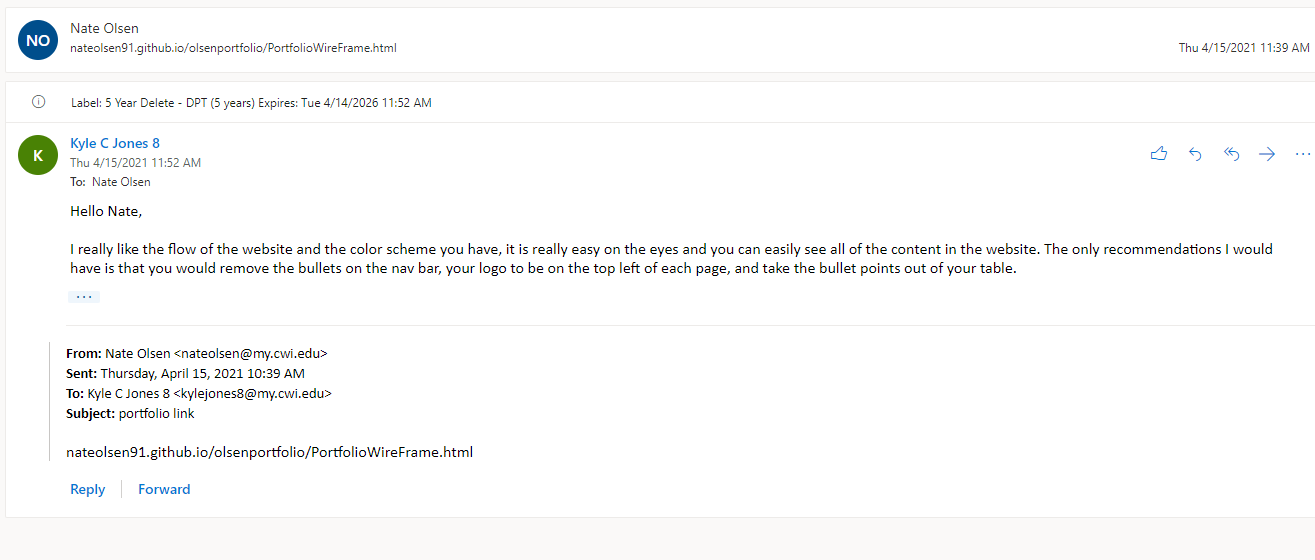 NO
Nate Olsen
nateolsen91.github.io/olsenportfolio/PortfolioWireFrame.html
Thu 4/15/2021 11:39 AM
Label: 5 Year Delete - DPT (5 years) Expires: Tue 4/14/2026 11:52 AM
K
Kyle C Jones 8
Thu 4/15/2021 11:52 AM
To: Nate Olsen
Hello Nate,
I really like the flow of the website and the color scheme you have, it is really easy on the eyes and you can easily see all of the content in the website. The only recommendations I would
have is that you would remove the bullets on the nav bar, your logo to be on the top left of each page, and take the bullet points out of your table.
...
From: Nate Olsen <nateolsen@my.cwi.edu>
Sent: Thursday, April 15, 2021 10:39 AM
To: Kyle C Jones 8 <kylejones8@my.cwi.edu>
Subject: portfolio link
nateolsen91.github.io/olsenportfolio/PortfolioWireFrame.html
Reply
Forward